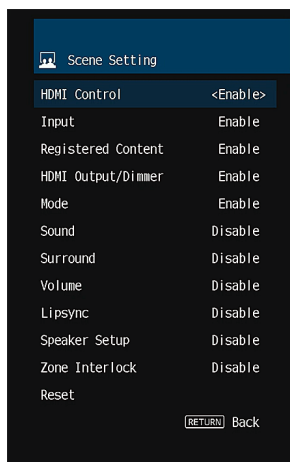 Scene Setting
HDMI Control <Enable>
Input Enable
Registered Content Enable
HDMI Output/Dimmer Enable
Mode Enable
Sound Disable
Surround Disable
Volume Disable
Lipsync Disable
Speaker Setup Disable
Zone Interlock Disable
Reset
RETURN Back